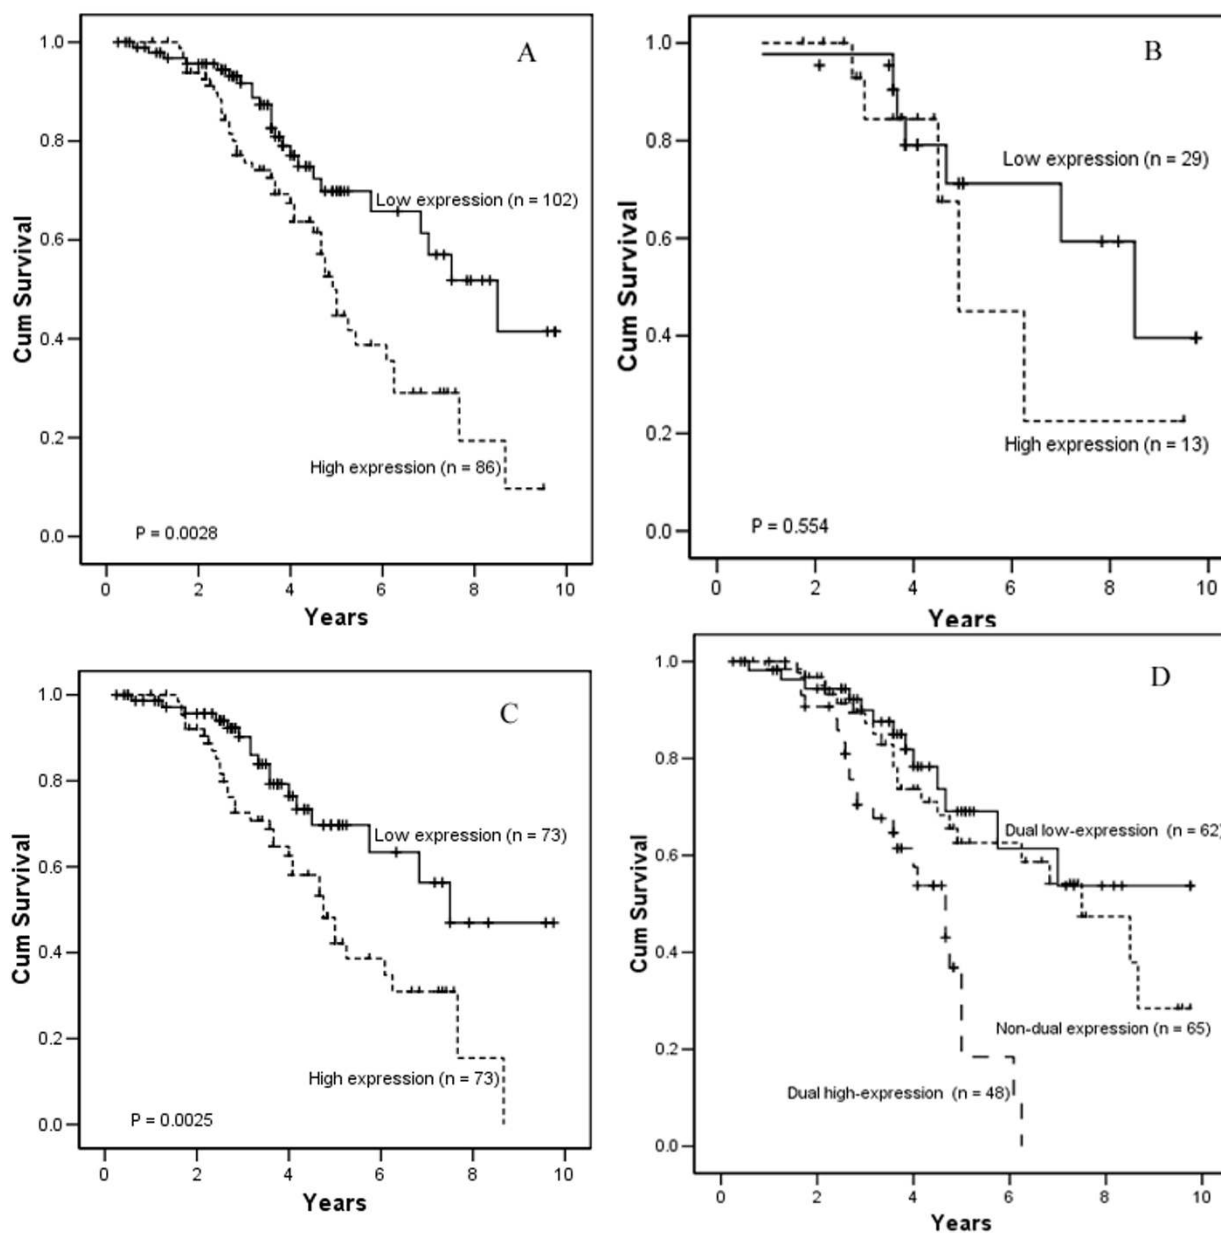 A
1.0
0.8
0.6
0.4
0.2
0.0
Cum Survival
Low expression (n = 102)
High expression (n = 86)
P = 0.0028
0 2 4 6 8 10
Years
B
1.0
0.8
0.6
0.4
0.2
0.0
Cum Survival
Low expression (n = 29)
High expression (n = 13)
P = 0.554
0 2 4 6 8 10
Years
C
1.0
0.8
0.6
0.4
0.2
0.0
Cum Survival
Low expression (n = 73)
High expression (n = 73)
P = 0.0025
0 2 4 6 8 10
Years
D
1.0
0.8
0.6
0.4
0.2
0.0
Cum Survival
Dual low-expression (n = 62)
Non-dual expression (n = 65)
Dual high-expression (n = 48)
0 2 4 6 8 10
Years